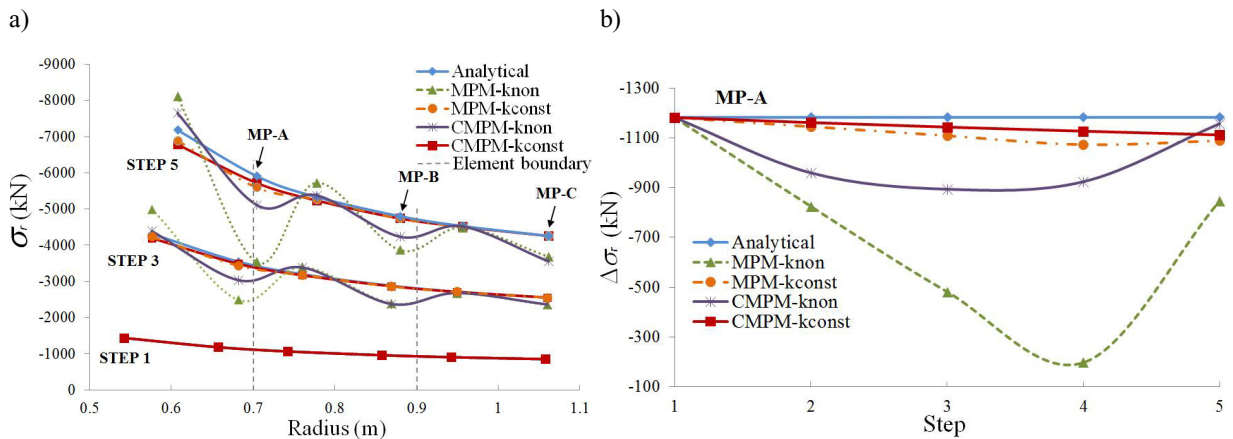 a)
-9000
-8000
-7000
-6000
-5000
-4000
-3000
-2000
-1000
0
σr (kN)
0.5 0.6 0.7 0.8 0.9 1 1.1
Radius (m)
STEP 5
STEP 3
STEP 1
MP-A
MP-B
MP-C
Analytical
MPM-knon
MPM-kconst
CMPM-knon
CMPM-kconst
Element boundary
b)
-1300
-1100
-900
-700
-500
-300
-100
Δσr (kN)
1 2 3 4 5
Step
MP-A
Analytical
MPM-knon
MPM-kconst
CMPM-knon
CMPM-kconst